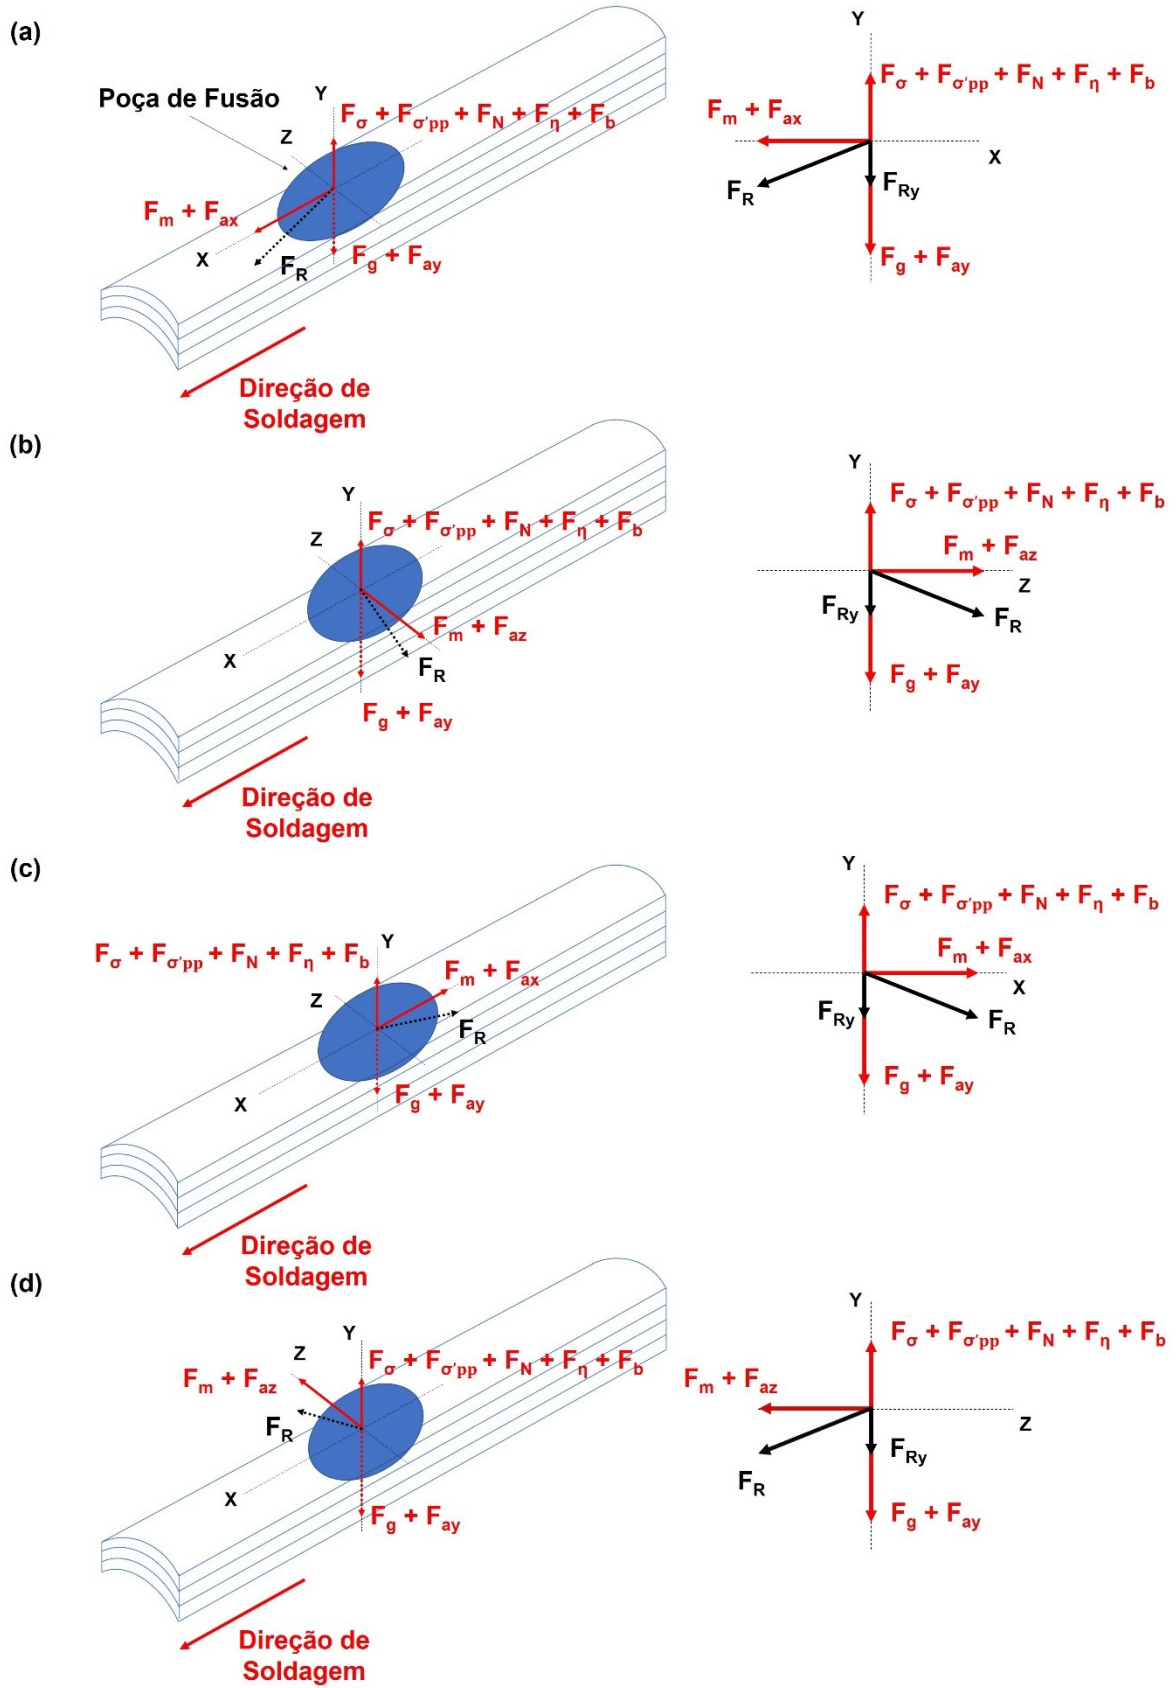 (a)
Poça de Fusão
Y
Fσ + Fσ'pp + FN + Fη + Fb
Z
Fm + Fax
X
FR
Fg + Fay
Direção de
Soldagem
Y
Fσ + Fσ'pp + FN + Fη + Fb
Fm + Fax
X
FR
FRy
Fg + Fay
(b)
Y
Fσ + Fσ'pp + FN + Fη + Fb
Z
Fm + Faz
X
FR
Fg + Fay
Direção de
Soldagem
Y
Fσ + Fσ'pp + FN + Fη + Fb
Fm + Faz
Z
FRy
FR
Fg + Fay
(c)
Fσ + Fσ'pp + FN + Fη + Fb
Y
Fm + Fax
Z
FR
X
Fg + Fay
Direção de
Soldagem
Y
Fσ + Fσ'pp + FN + Fη + Fb
Fm + Fax
X
FRy
FR
Fg + Fay
(d)
Y
Z
Fσ + Fσ'pp + FN + Fη + Fb
Fm + Faz
FR
X
Fg + Fay
Direção de
Soldagem
Y
Fσ + Fσ'pp + FN + Fη + Fb
Fm + Faz
Z
FRy
FR
Fg + Fay